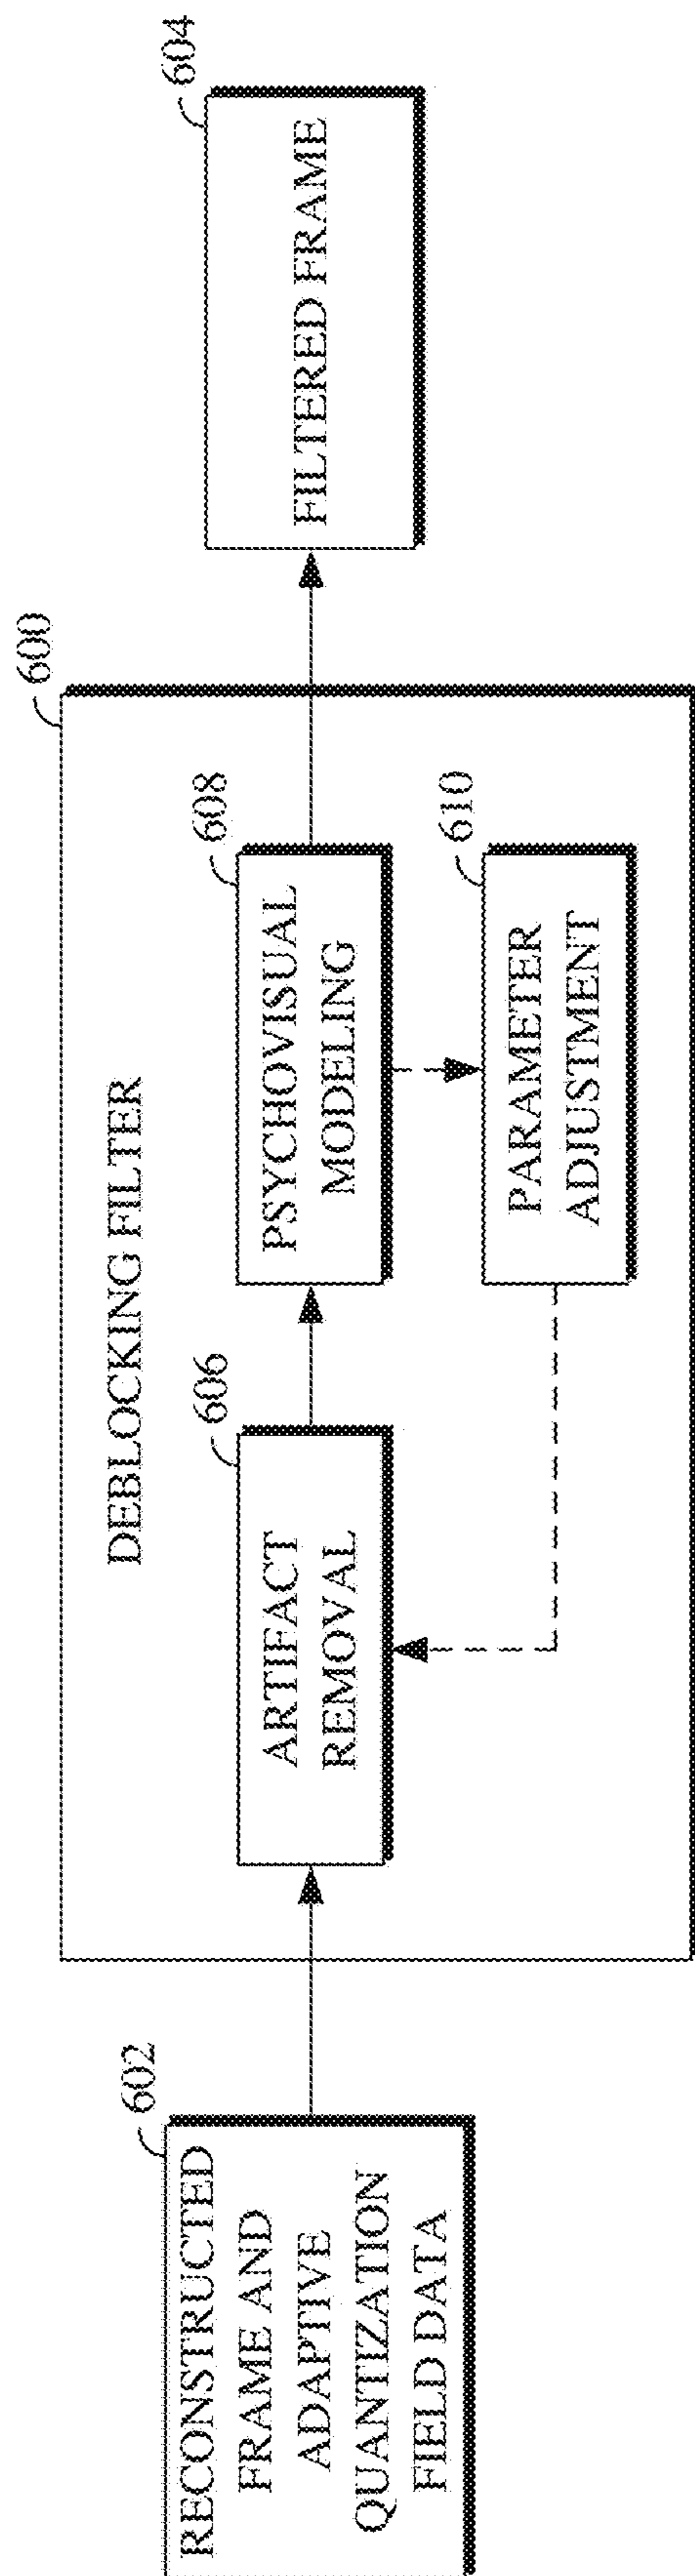 602
RECONSTRUCTED
FRAME AND
ADAPTIVE
QUANTIZATION
FIELD DATA
600
DEBLOCKING FILTER
606
ARTIFACT
REMOVAL
608
PSYCHOVISUAL
MODELING
610
PARAMETER
ADJUSTMENT
604
FILTERED FRAME